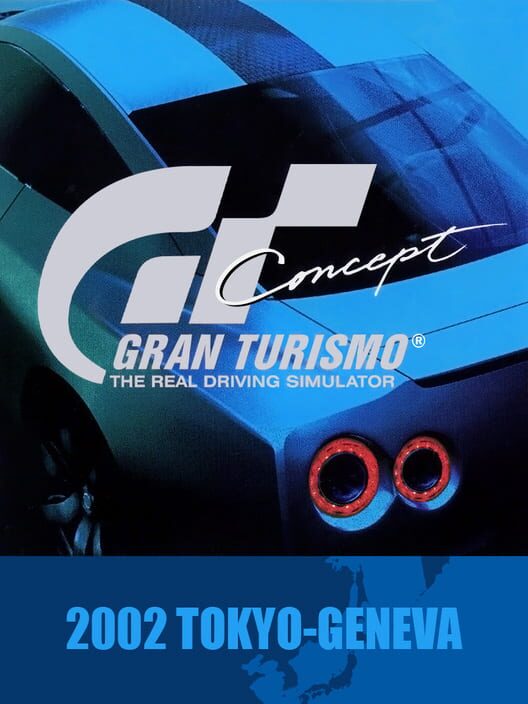 GT
Concept
GRAN TURISMO®
THE REAL DRIVING SIMULATOR
2002 TOKYO-GENEVA